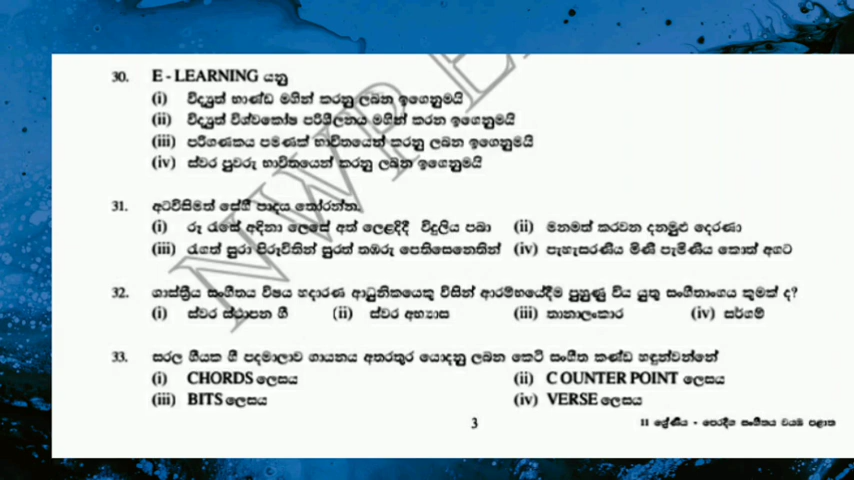 30. E - LEARNING යනු
(i) විද්‍යුත් භාණ්ඩ මගින් කරනු ලබන ඉගෙනුමයි
(ii) විද්‍යුත් විශ්වකෝෂ පරිශීලනය මගින් කරන ඉගෙනුමයි
(iii) පරිගණකය පමණක් භාවිතයෙන් කරනු ලබන ඉගෙනුමයි
(iv) ස්වර පුවරු භාවිතයෙන් කරනු ලබන ඉගෙනුමයි
31. අටවිසිමත් සේගී පාදය තෝරන්න.
(i) රූ රැසේ අඳිනා ලෙසේ අත් ලෙළදිදී විදුලිය පබා (ii) මනමත් කරවන දනමුළු දෙරණා
(iii) රැගත් සුරා පිරූවිතින් සුරත් තඹරු පෙතිසෙනෙතින් (iv) පැහැසරණිය මිණී පැමිණීය කොත් අගට
32. ශාස්ත්‍රීය සංගීතය විෂය හදාරණ ආධුනිකයෙකු විසින් ආරම්භයේදීම පුහුණු විය යුතු සංගීතාංගය කුමක් ද?
(i) ස්වර ස්ථාපන ගී (ii) ස්වර අභ්‍යාස (iii) තානාලංකාර (iv) සර්ගම්
33. සරල ගීයක ගී පදමාලාව ගායනය අතරතුර යොදනු ලබන කෙටි සංගීත කණ්ඩ හඳුන්වන්නේ
(i) CHORDS ලෙසය (ii) C OUNTER POINT ලෙසය
(iii) BITS ලෙසය (iv) VERSE ලෙසය
3 11 ශ්‍රේණිය - පෙරදිග සංගීතය වයඹ පළාත
NWP E